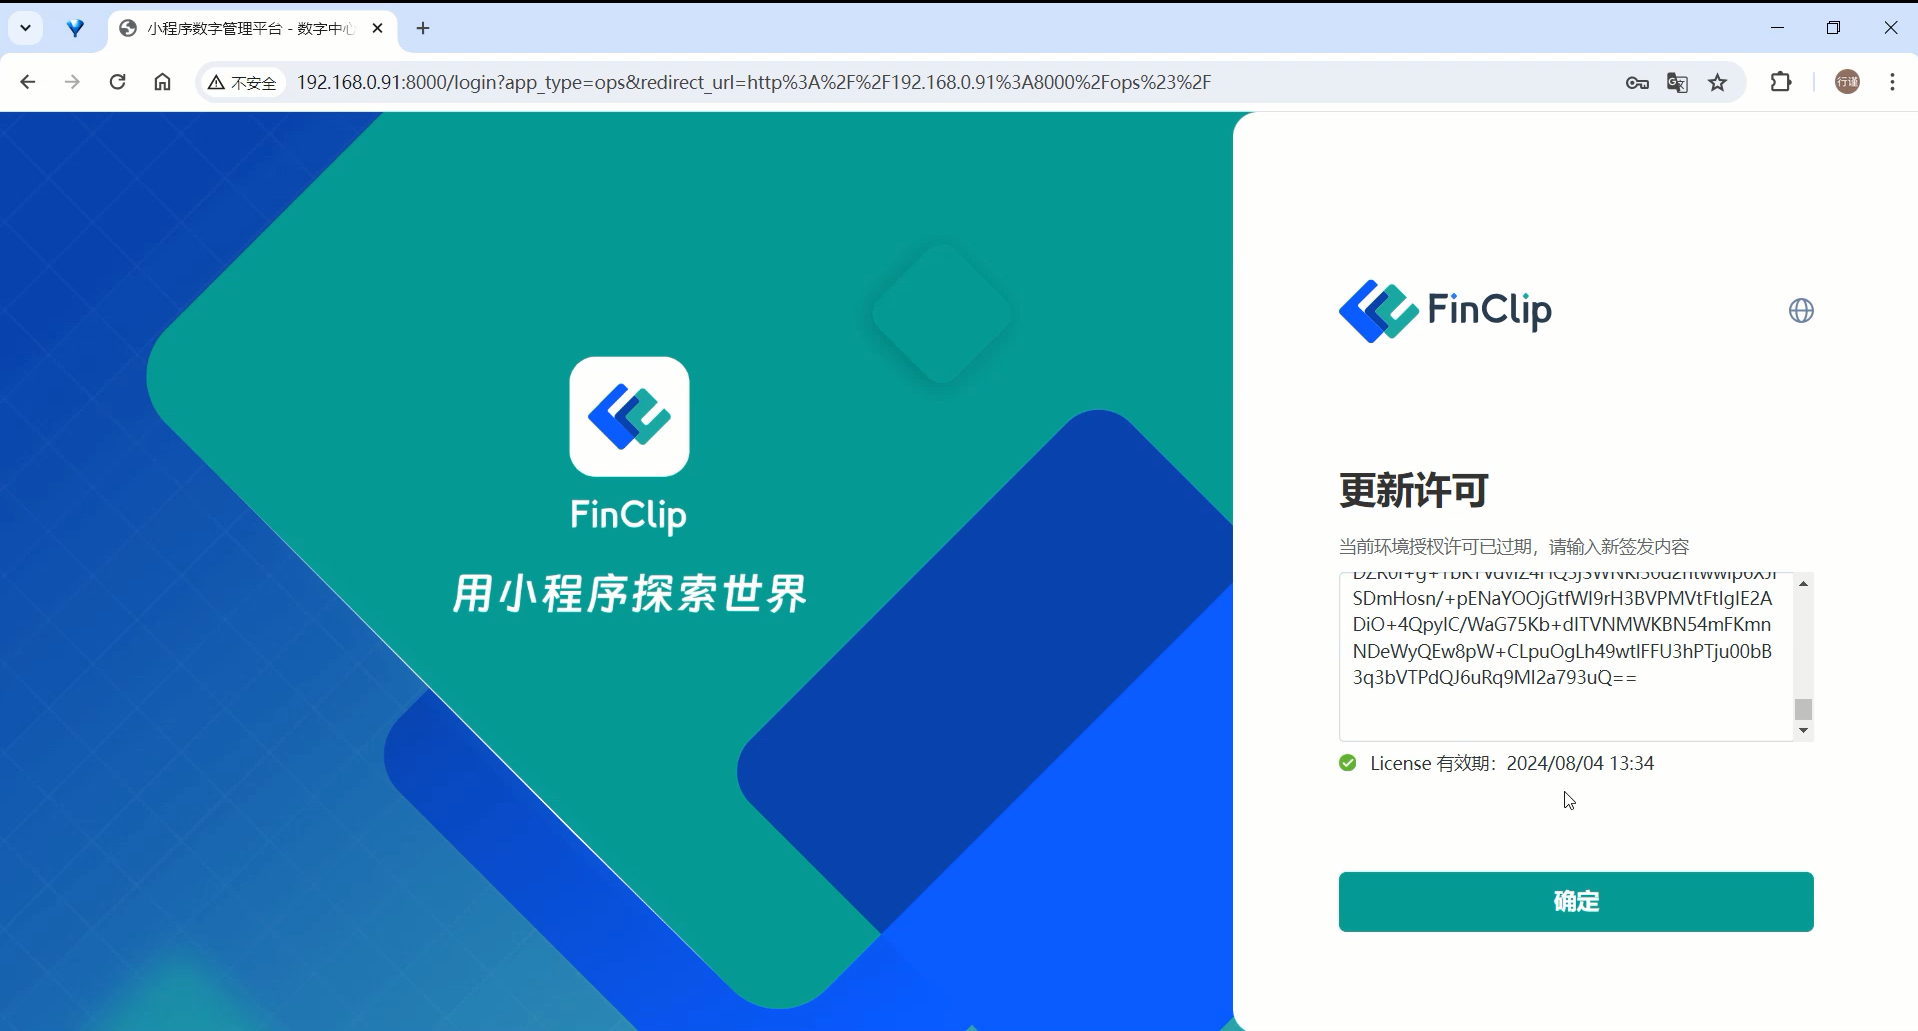 小程序数字管理平台 - 数字中心
不安全
192.168.0.91:8000/login?app_type=ops&redirect_url=http%3A%2F%2F192.168.0.91%3A8000%2Fops%23%2F
行谨
FinClip
用小程序探索世界
FinClip
更新许可
当前环境授权许可已过期，请输入新签发内容
SDmHosn/+pENaYOOjGtfWI9rH3BVPMVtFtIgIE2A
DiO+4QpyIC/WaG75Kb+dITVNMWKBN54mFKmn
NDeWyQEw8pW+CLpuOgLh49wtIFFU3hPTju00bB
3q3bVTPdQJ6uRq9MI2a793uQ==
License 有效期：2024/08/04 13:34
确定